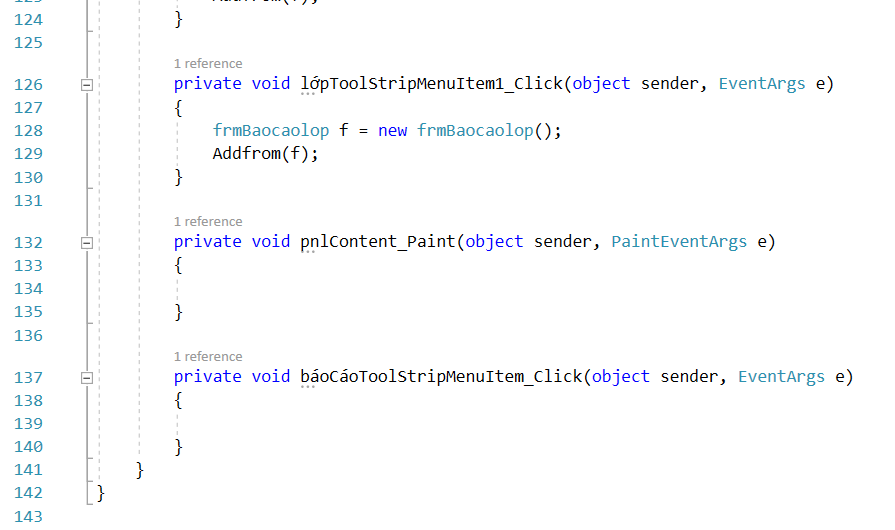 Addfrom(f);
124 }
125
1 reference
126 private void lớpToolStripMenuItem1_Click(object sender, EventArgs e)
127 {
128 frmBaocaolop f = new frmBaocaolop();
129 Addfrom(f);
130 }
131
1 reference
132 private void pnlContent_Paint(object sender, PaintEventArgs e)
133 {
134
135 }
136
1 reference
137 private void báoCáoToolStripMenuItem_Click(object sender, EventArgs e)
138 {
139
140 }
141 }
142 }
143